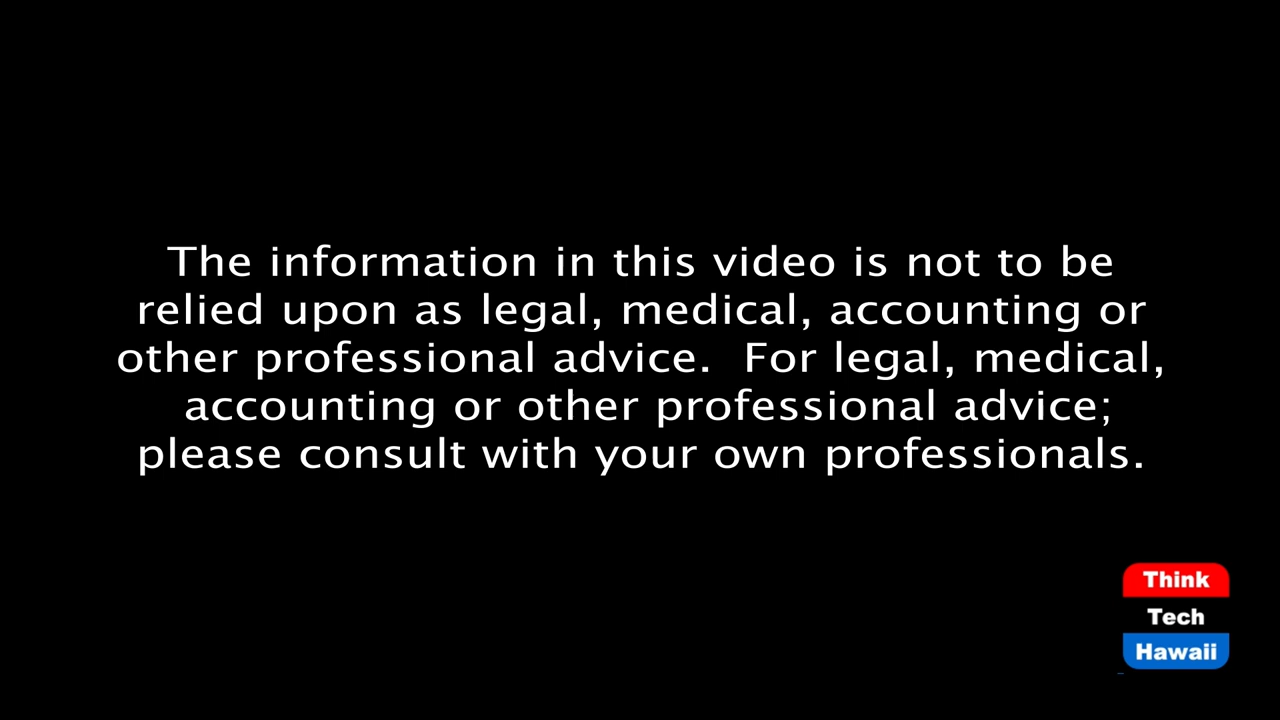 The information in this video is not to be
relied upon as legal, medical, accounting or
other professional advice.  For legal, medical,
accounting or other professional advice;
please consult with your own professionals.
Think
Tech
Hawaii